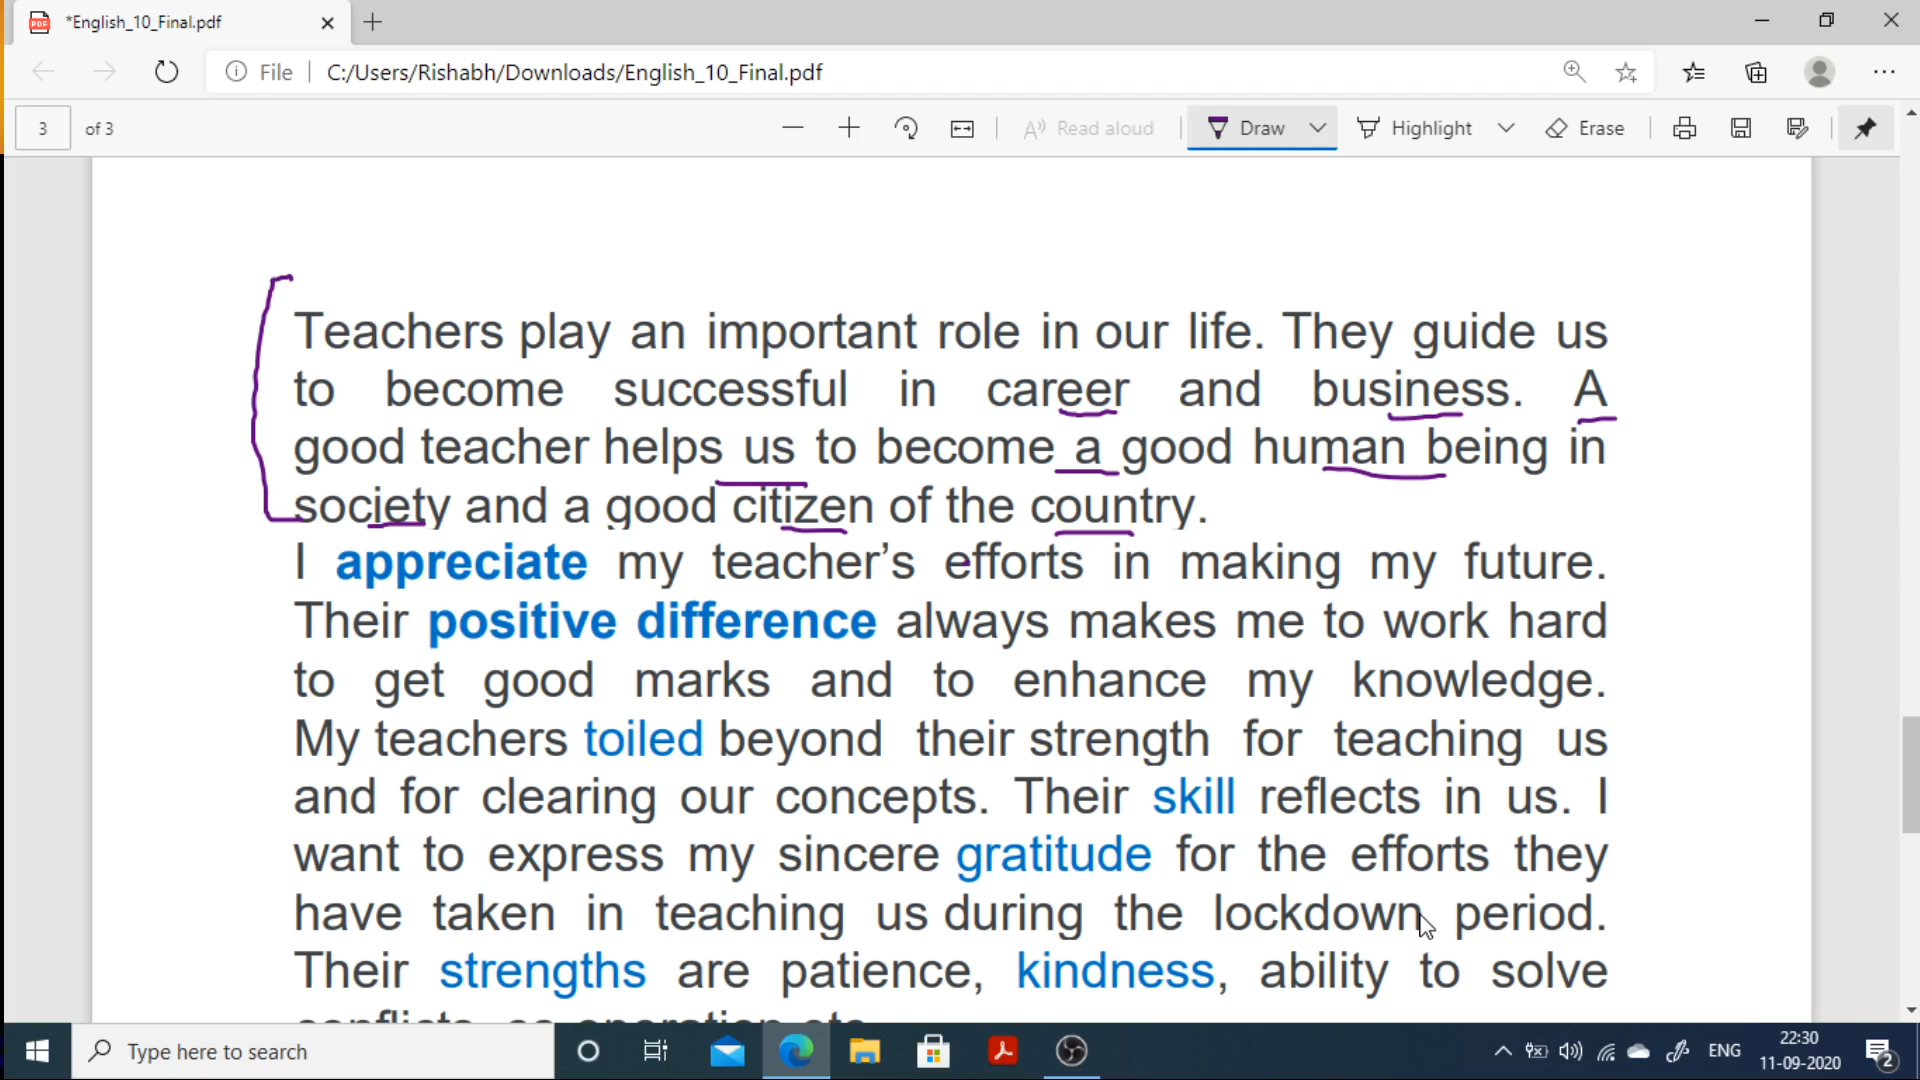 *English_10_Final.pdf
File C:/Users/Rishabh/Downloads/English_10_Final.pdf
3 of 3 Read aloud Draw Highlight Erase
Teachers play an important role in our life. They guide us
to become successful in career and business. A
good teacher helps us to become a good human being in
society and a good citizen of the country.
I appreciate my teacher’s efforts in making my future.
Their positive difference always makes me to work hard
to get good marks and to enhance my knowledge.
My teachers toiled beyond their strength for teaching us
and for clearing our concepts. Their skill reflects in us. I
want to express my sincere gratitude for the efforts they
have taken in teaching us during the lockdown period.
Their strengths are patience, kindness, ability to solve
Type here to search
ENG
22:30
11-09-2020
2